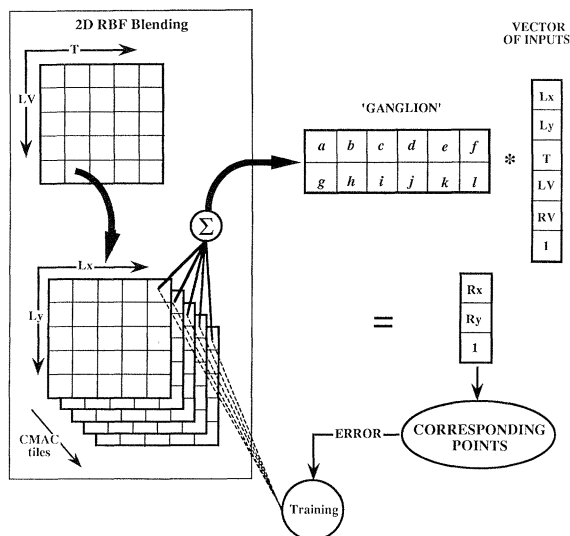 2D RBF Blending
T
LV
Lx
Ly
CMAC
tiles
Σ
'GANGLION'
a b c d e f
g h i j k l
*
VECTOR
OF INPUTS
Lx
Ly
T
LV
RV
1
=
Rx
Ry
1
CORRESPONDING
POINTS
ERROR
Training